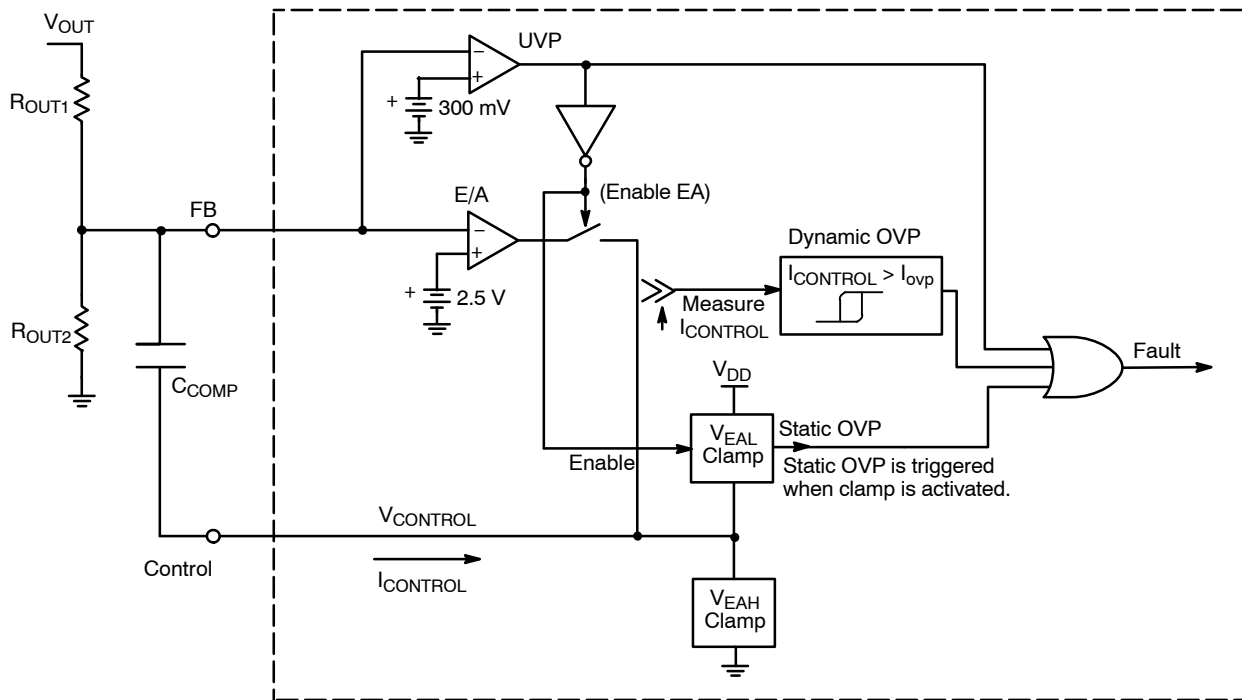 VOUT
UVP
ROUT1
−
+
+
300 mV
(Enable EA)
E/A
FB
−
+
Dynamic OVP
ICONTROL > Iovp
+
2.5 V
Measure
ICONTROL
ROUT2
Fault
CCOMP
VDD
VEAL
Clamp
Static OVP
Enable
Static OVP is triggered
when clamp is activated.
VCONTROL
Control
ICONTROL
VEAH
Clamp